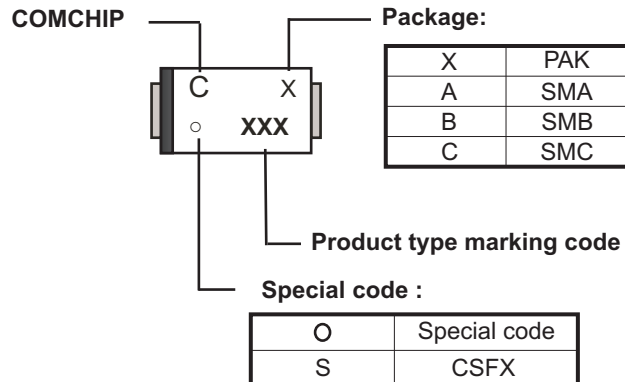 COMCHIP
Package:
X PAK
A SMA
B SMB
C SMC
C X
○ XXX
Product type marking code
Special code :
O Special code
S CSFX